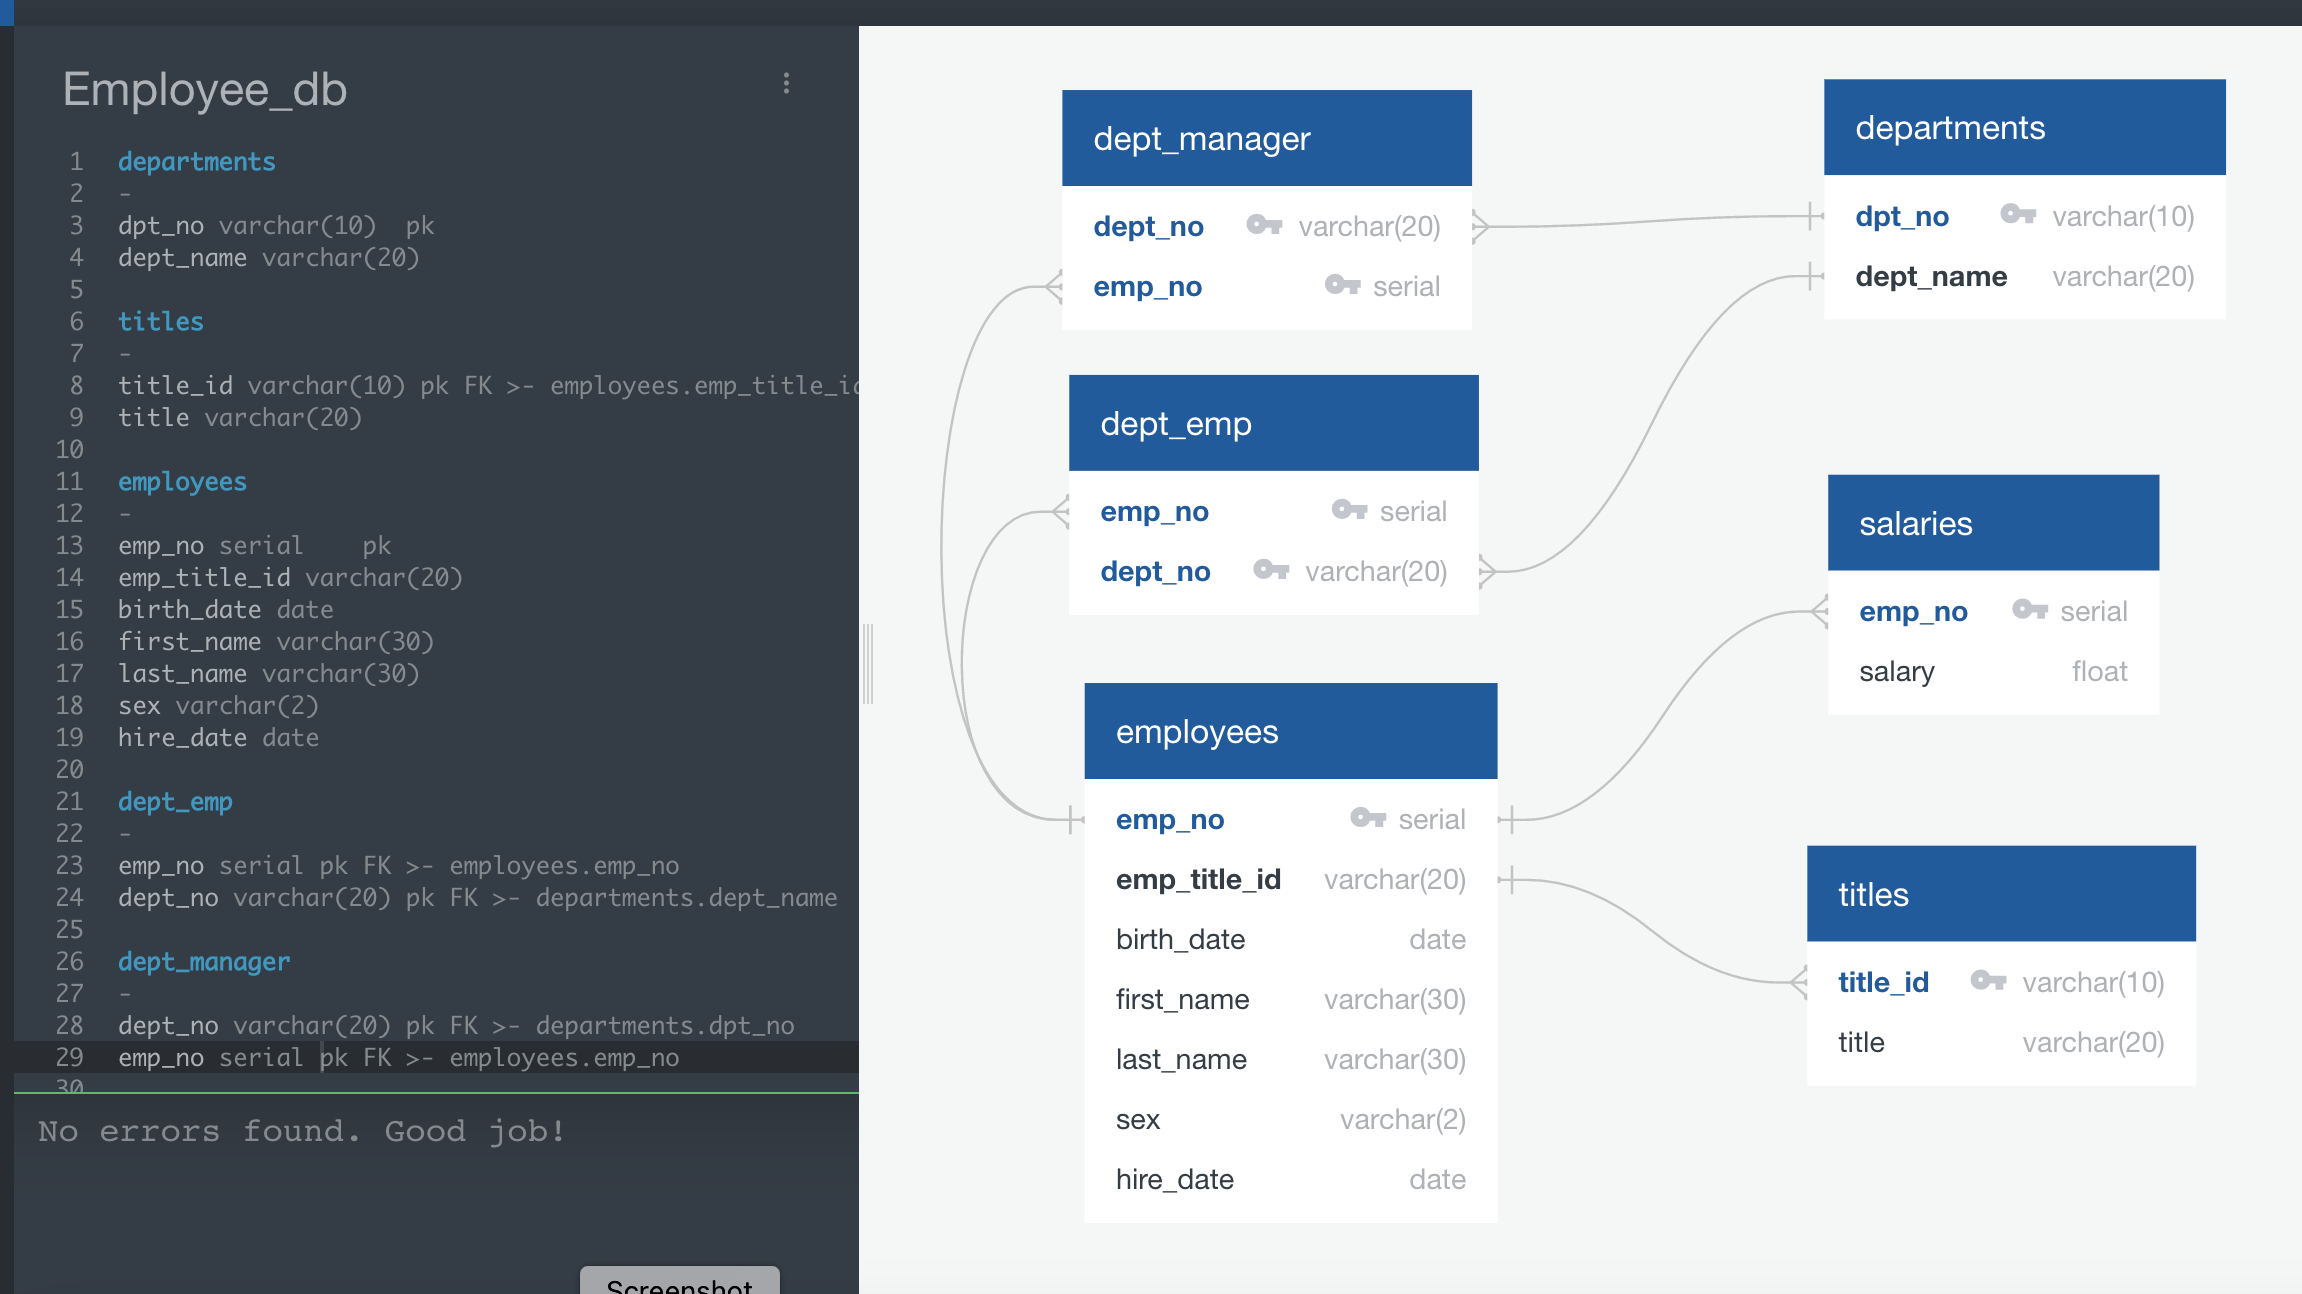 Employee_db
1 departments
2 -
3 dpt_no varchar(10)  pk
4 dept_name varchar(20)
5
6 titles
7 -
8 title_id varchar(10) pk FK >- employees.emp_title_id
9 title varchar(20)
10
11 employees
12 -
13 emp_no serial    pk
14 emp_title_id varchar(20)
15 birth_date date
16 first_name varchar(30)
17 last_name varchar(30)
18 sex varchar(2)
19 hire_date date
20
21 dept_emp
22 -
23 emp_no serial pk FK >- employees.emp_no
24 dept_no varchar(20) pk FK >- departments.dept_name
25
26 dept_manager
27 -
28 dept_no varchar(20) pk FK >- departments.dpt_no
29 emp_no serial pk FK >- employees.emp_no
30
No errors found. Good job!
Screenshot
dept_manager
dept_no varchar(20)
emp_no serial
departments
dpt_no varchar(10)
dept_name varchar(20)
dept_emp
emp_no serial
dept_no varchar(20)
salaries
emp_no serial
salary float
employees
emp_no serial
emp_title_id varchar(20)
birth_date date
first_name varchar(30)
last_name varchar(30)
sex varchar(2)
hire_date date
titles
title_id varchar(10)
title varchar(20)